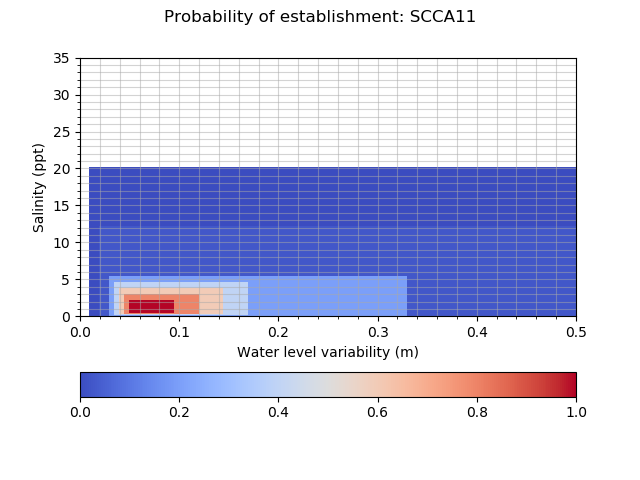 Probability of establishment: SCCA11
35
30
25
20
15
10
5
0
Salinity (ppt)
0.0 0.1 0.2 0.3 0.4 0.5
Water level variability (m)
0.0 0.2 0.4 0.6 0.8 1.0